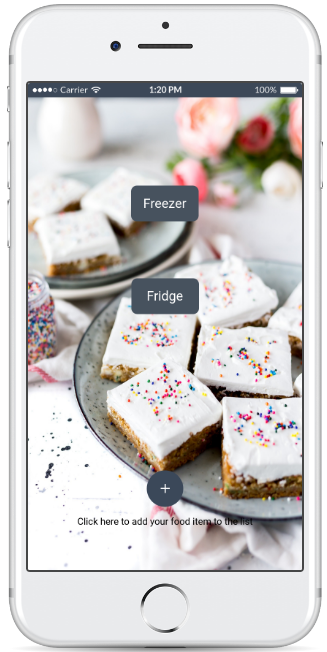 Carrier 1:20 PM 100%
Freezer
Fridge
+
Click here to add your food item to the list